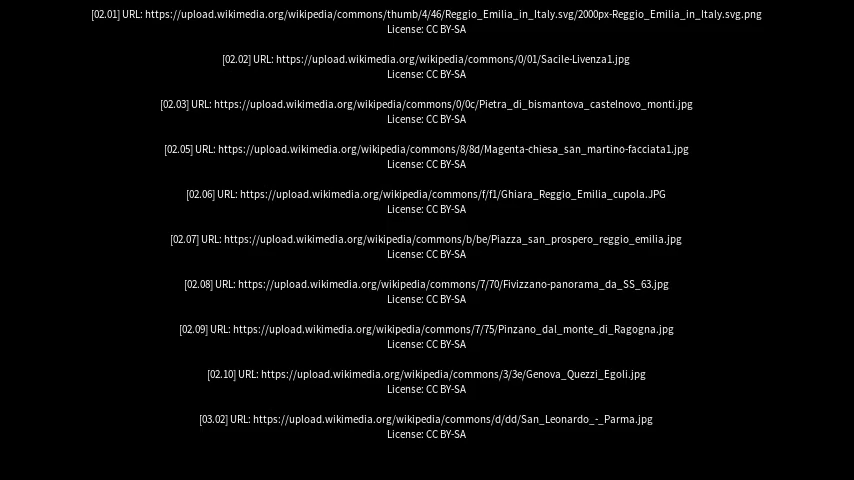 [02.01] URL: https://upload.wikimedia.org/wikipedia/commons/thumb/4/46/Reggio_Emilia_in_Italy.svg/2000px-Reggio_Emilia_in_Italy.svg.png
License: CC BY-SA
[02.02] URL: https://upload.wikimedia.org/wikipedia/commons/0/01/Sacile-Livenza1.jpg
License: CC BY-SA
[02.03] URL: https://upload.wikimedia.org/wikipedia/commons/0/0c/Pietra_di_bismantova_castelnovo_monti.jpg
License: CC BY-SA
[02.05] URL: https://upload.wikimedia.org/wikipedia/commons/8/8d/Magenta-chiesa_san_martino-facciata1.jpg
License: CC BY-SA
[02.06] URL: https://upload.wikimedia.org/wikipedia/commons/f/f1/Ghiara_Reggio_Emilia_cupola.JPG
License: CC BY-SA
[02.07] URL: https://upload.wikimedia.org/wikipedia/commons/b/be/Piazza_san_prospero_reggio_emilia.jpg
License: CC BY-SA
[02.08] URL: https://upload.wikimedia.org/wikipedia/commons/7/70/Fivizzano-panorama_da_SS_63.jpg
License: CC BY-SA
[02.09] URL: https://upload.wikimedia.org/wikipedia/commons/7/75/Pinzano_dal_monte_di_Ragogna.jpg
License: CC BY-SA
[02.10] URL: https://upload.wikimedia.org/wikipedia/commons/3/3e/Genova_Quezzi_Egoli.jpg
License: CC BY-SA
[03.02] URL: https://upload.wikimedia.org/wikipedia/commons/d/dd/San_Leonardo_-_Parma.jpg
License: CC BY-SA